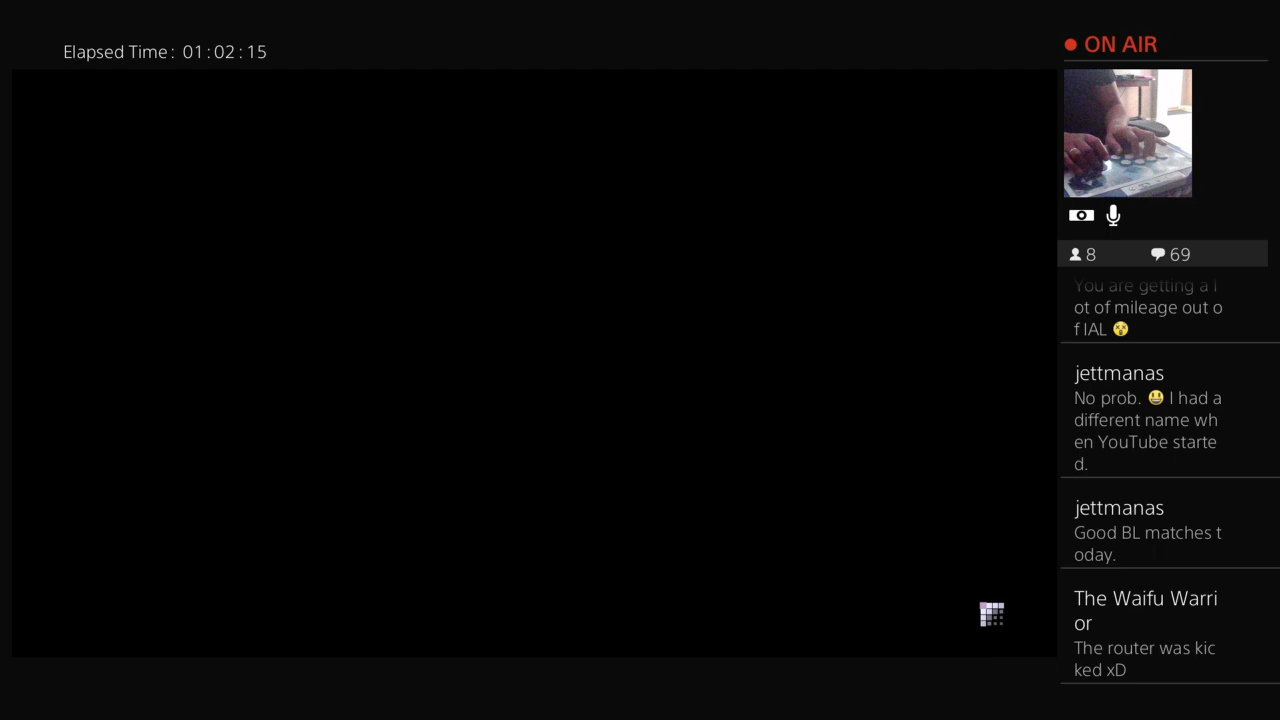 Elapsed Time: 01:02:15
ON AIR
8 69
You are getting a l
ot of mileage out o
f IAL 😵
jettmanas
No prob. 😃 I had a
different name wh
en YouTube starte
d.
jettmanas
Good BL matches t
oday.
The Waifu Warri
or
The router was kic
ked xD